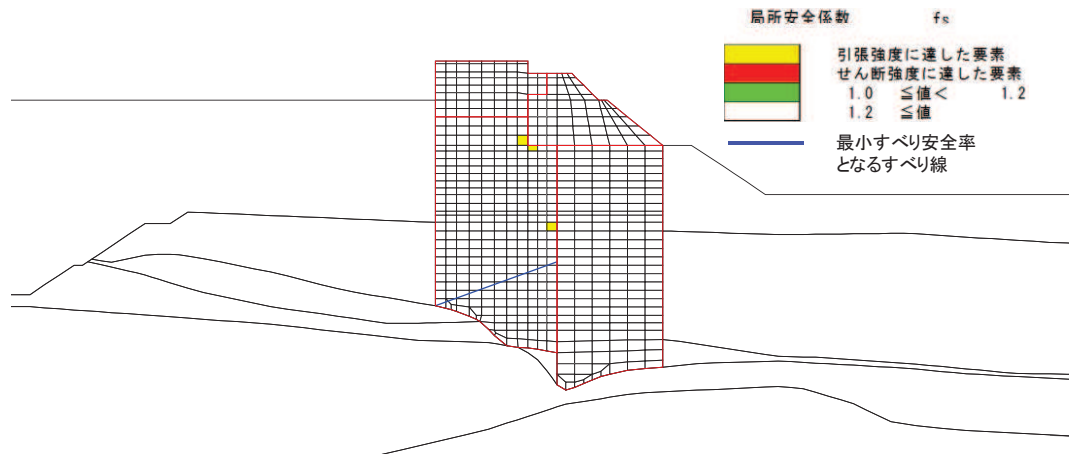 局所安全係数 fs
引張強度に達した要素
せん断強度に達した要素
1.0 ≦値< 1.2
1.2 ≦値
最小すべり安全率
となるすべり線